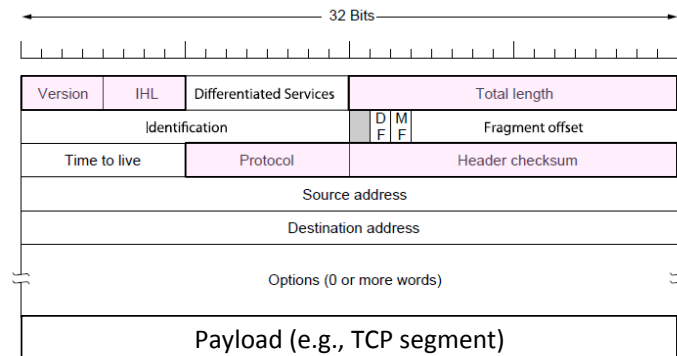 32 Bits
Version IHL Differentiated Services Total length
Identification D F M F Fragment offset
Time to live Protocol Header checksum
Source address
Destination address
Options (0 or more words)
Payload (e.g., TCP segment)